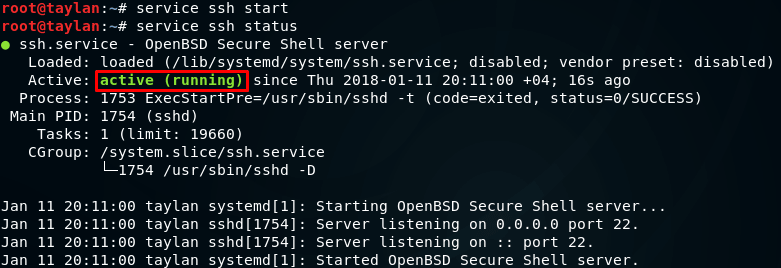 root@taylan:~# service ssh start
root@taylan:~# service ssh status
● ssh.service - OpenBSD Secure Shell server
   Loaded: loaded (/lib/systemd/system/ssh.service; disabled; vendor preset: disabled)
   Active: active (running) since Thu 2018-01-11 20:11:00 +04; 16s ago
  Process: 1753 ExecStartPre=/usr/sbin/sshd -t (code=exited, status=0/SUCCESS)
 Main PID: 1754 (sshd)
    Tasks: 1 (limit: 19660)
   CGroup: /system.slice/ssh.service
           └─1754 /usr/sbin/sshd -D
Jan 11 20:11:00 taylan systemd[1]: Starting OpenBSD Secure Shell server...
Jan 11 20:11:00 taylan sshd[1754]: Server listening on 0.0.0.0 port 22.
Jan 11 20:11:00 taylan sshd[1754]: Server listening on :: port 22.
Jan 11 20:11:00 taylan systemd[1]: Started OpenBSD Secure Shell server.